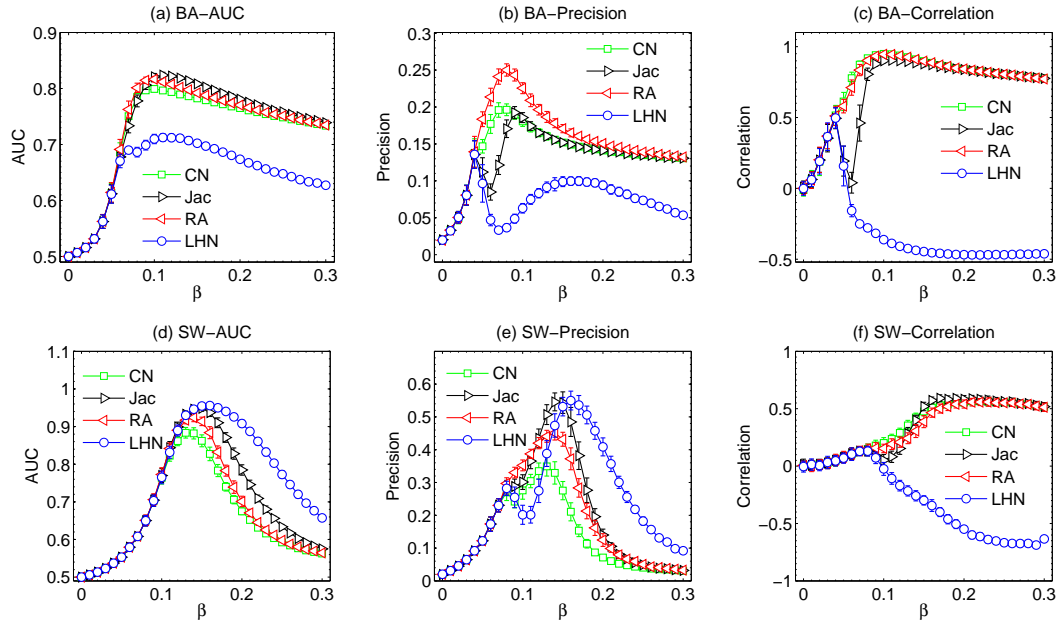 (a) BA−AUC
0.9
0.8
0.7
0.6
0.5
AUC
CN
Jac
RA
LHN
0 0.1 0.2 0.3
β
(b) BA−Precision
0.3
0.25
0.2
0.15
0.1
0.05
0
Precision
CN
Jac
RA
LHN
0 0.1 0.2 0.3
β
(c) BA−Correlation
1
0.5
0
−0.5
Correlation
CN
Jac
RA
LHN
0 0.1 0.2 0.3
β
(d) SW−AUC
1.1
1
0.9
0.8
0.7
0.6
0.5
AUC
CN
Jac
RA
LHN
0 0.1 0.2 0.3
β
(e) SW−Precision
0.6
0.5
0.4
0.3
0.2
0.1
0
Precision
CN
Jac
RA
LHN
0 0.1 0.2 0.3
β
(f) SW−Correlation
1
0.5
0
−0.5
−1
Correlation
CN
Jac
RA
LHN
0 0.1 0.2 0.3
β